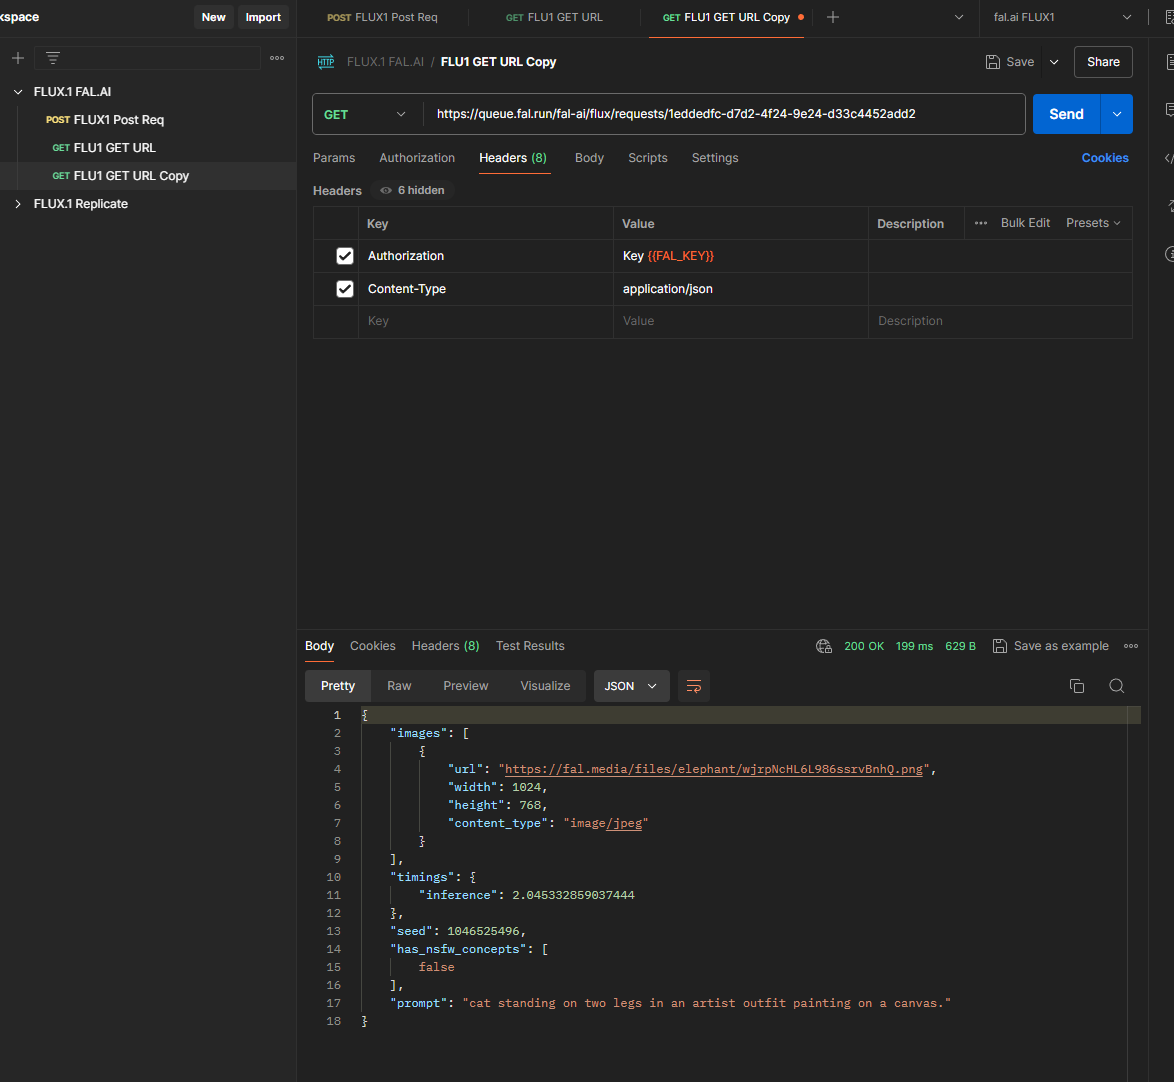 kspace
New Import
POST FLUX1 Post Req GET FLU1 GET URL GET FLU1 GET URL Copy
fal.ai FLUX1
HTTP FLUX.1 FAL.AI / FLU1 GET URL Copy
Save Share
FLUX.1 FAL.AI
POST FLUX1 Post Req
GET FLU1 GET URL
GET FLU1 GET URL Copy
FLUX.1 Replicate
GET https://queue.fal.run/fal-ai/flux/requests/1eddedfc-d7d2-4f24-9e24-d33c4452add2 Send
Params Authorization Headers (8) Body Scripts Settings Cookies
Headers 6 hidden
Key Value Description Bulk Edit Presets
Authorization Key {{FAL_KEY}}
Content-Type application/json
Key Value Description
Body Cookies Headers (8) Test Results 200 OK 199 ms 629 B Save as example
Pretty Raw Preview Visualize JSON
1 {
2 "images": [
3 {
4 "url": "https://fal.media/files/elephant/wjrpNcHL6L986ssrvBnhQ.png",
5 "width": 1024,
6 "height": 768,
7 "content_type": "image/jpeg"
8 }
9 ],
10 "timings": {
11 "inference": 2.045332859037444
12 },
13 "seed": 1046525496,
14 "has_nsfw_concepts": [
15 false
16 ],
17 "prompt": "cat standing on two legs in an artist outfit painting on a canvas."
18 }